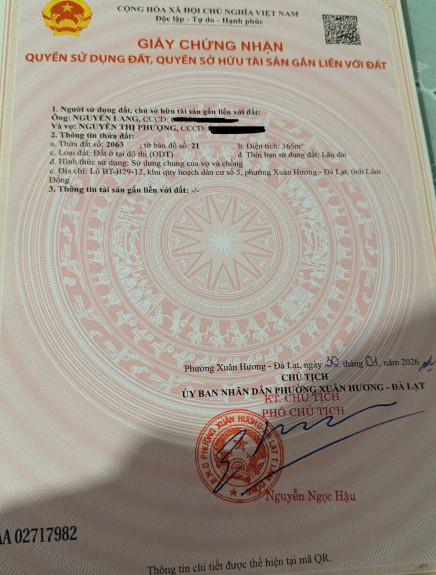 CỘNG HÒA XÃ HỘI CHỦ NGHĨA VIỆT NAM
Độc lập - Tự do - Hạnh phúc
GIẤY CHỨNG NHẬN
QUYỀN SỬ DỤNG ĐẤT, QUYỀN SỞ HỮU TÀI SẢN GẮN LIỀN VỚI ĐẤT
1. Người sử dụng đất, chủ sở hữu tài sản gắn liền với đất:
Ông: NGUYỄN LANG, CCCD:
Và vợ: NGUYỄN THỊ PHƯỢNG, CCCD:
2. Thông tin thửa đất:
a. Thửa đất số: 2063 ; tờ bản đồ số: 21 b. Diện tích: 365m²
c. Loại đất: Đất ở tại đô thị (ODT) d. Thời hạn sử dụng đất: Lâu dài
đ. Hình thức sử dụng: Sử dụng chung của vợ và chồng
e. Địa chỉ: Lô BT-B29-12, khu quy hoạch dân cư số 5, phường Xuân Hương - Đà Lạt, tỉnh Lâm
Đồng
3. Thông tin tài sản gắn liền với đất: -/-
Phường Xuân Hương - Đà Lạt, ngày 30 tháng 01 năm 2026
CHỦ TỊCH
ỦY BAN NHÂN DÂN PHƯỜNG XUÂN HƯƠNG - ĐÀ LẠT
KT. CHỦ TỊCH
PHÓ CHỦ TỊCH
U.B.N.D PHƯỜNG XUÂN HƯƠNG - ĐÀ LẠT
Nguyễn Ngọc Hậu
AA 02717982
Thông tin chi tiết được thể hiện tại mã QR.